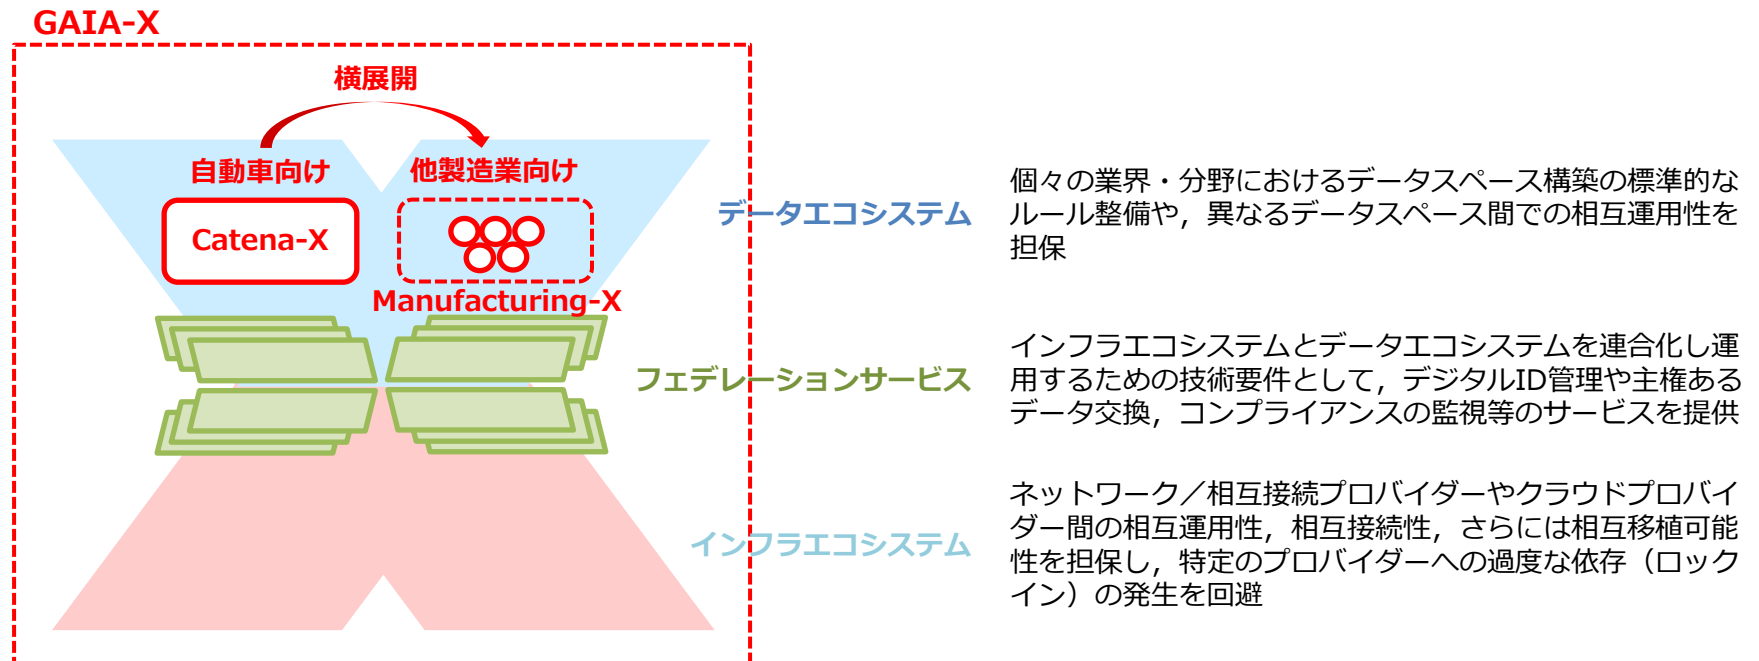 GAIA-X
横展開
自動車向け
他製造業向け
Catena-X
Manufacturing-X
データエコシステム
個々の業界・分野におけるデータスペース構築の標準的な
ルール整備や，異なるデータスペース間での相互運用性を
担保
フェデレーションサービス
インフラエコシステムとデータエコシステムを連合化し運
用するための技術要件として，デジタルID管理や主権ある
データ交換，コンプライアンスの監視等のサービスを提供
インフラエコシステム
ネットワーク／相互接続プロバイダーやクラウドプロバイ
ダー間の相互運用性，相互接続性，さらには相互移植可能
性を担保し，特定のプロバイダーへの過度な依存（ロック
イン）の発生を回避